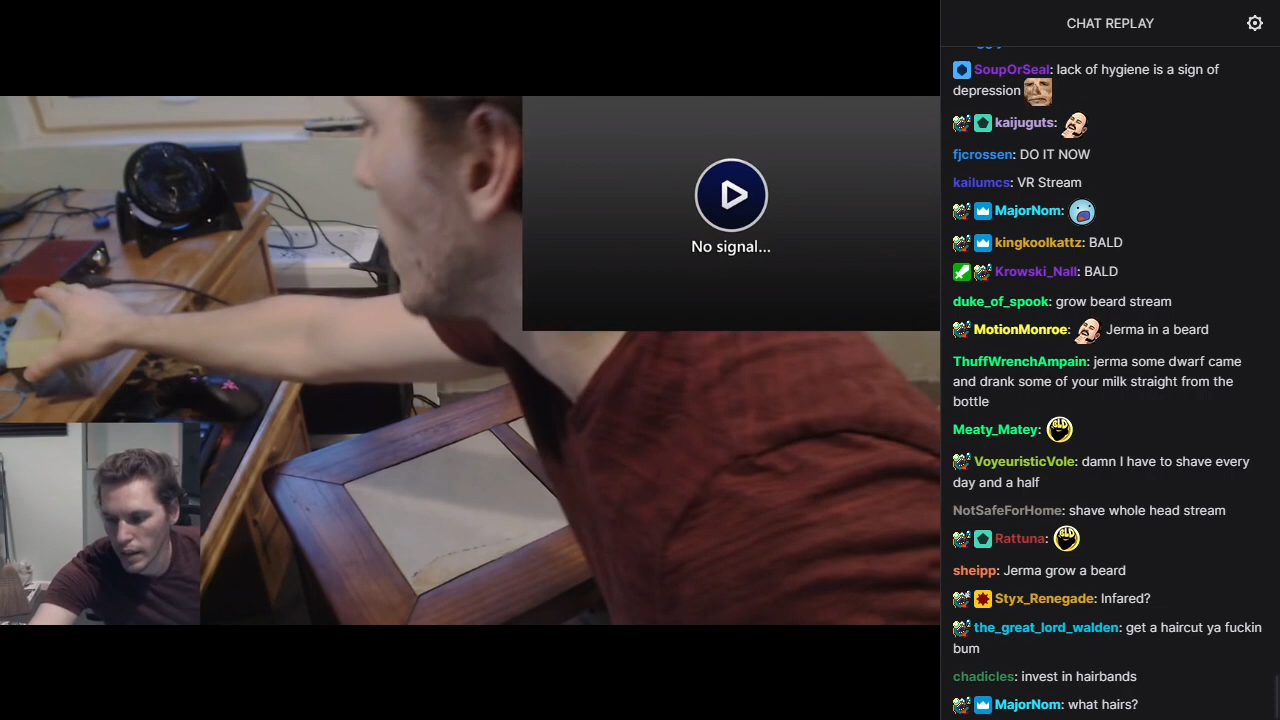 No signal...
CHAT REPLAY
SoupOrSeal: lack of hygiene is a sign of
depression
kaijuguts:
fjcrossen: DO IT NOW
kailumcs: VR Stream
MajorNom:
kingkoolkattz: BALD
Krowski_Nall: BALD
duke_of_spook: grow beard stream
MotionMonroe: Jerma in a beard
ThuffWrenchAmpain: jerma some dwarf came
and drank some of your milk straight from the
bottle
Meaty_Matey:
VoyeuristicVole: damn I have to shave every
day and a half
NotSafeForHome: shave whole head stream
Rattuna:
sheipp: Jerma grow a beard
Styx_Renegade: Infared?
the_great_lord_walden: get a haircut ya fuckin
bum
chadicles: invest in hairbands
MajorNom: what hairs?